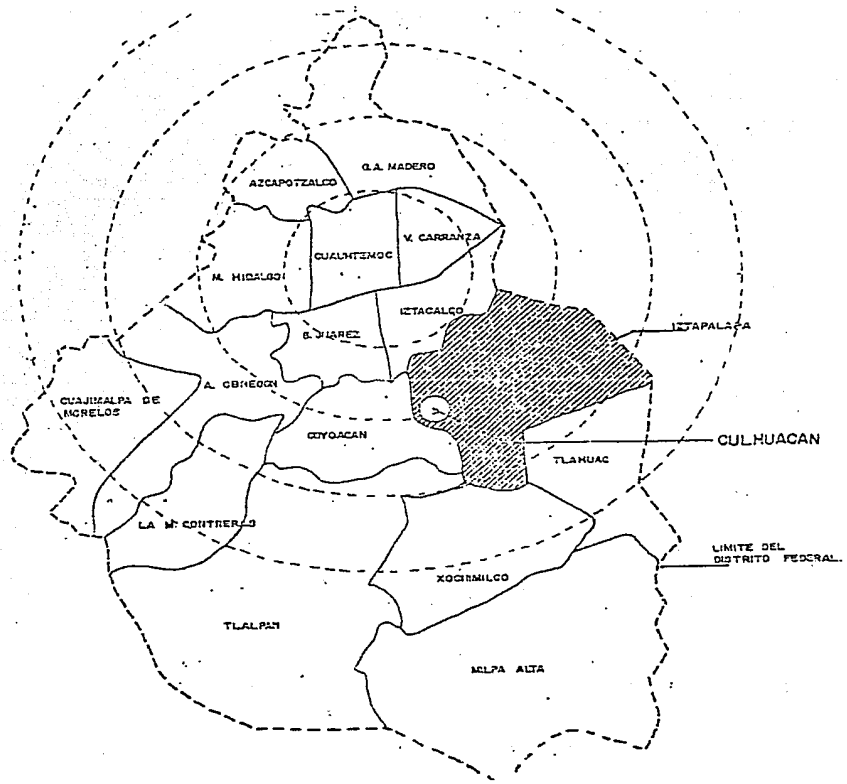 G.A. MADERO
AZCAPOTZALCO
V. CARRANZA
CUAUHTEMOC
M. HIDALGO
IZTACALCO
IZTAPALAPA
B. JUAREZ
A. OBREGON
CUAJIMALPA DE
MORELOS
COYOACAN
CULHUACAN
TLAHUAC
LA M. CONTRERAS
LIMITE DEL
DISTRITO FEDERAL.
XOCHIMILCO
TLALPAM
MILPA ALTA